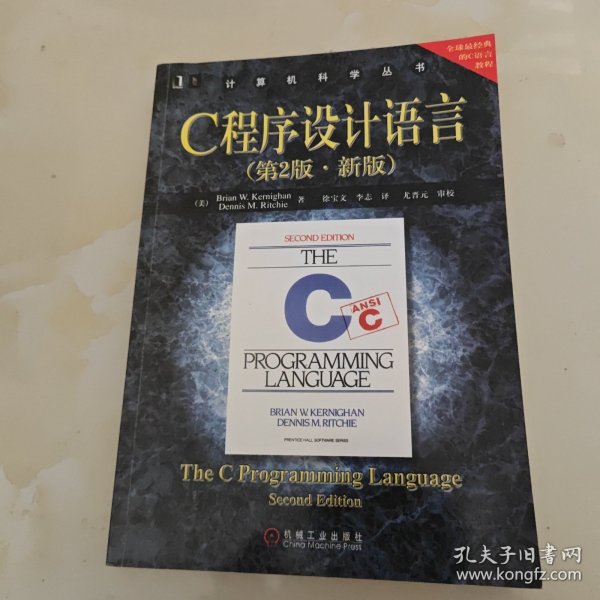 全球最经典
的C语言
教程
计算机科学丛书
C程序设计语言
(第2版·新版)
(美) Brian W. Kernighan
Dennis M. Ritchie 著 徐宝文 李志 译 尤晋元 审校
SECOND EDITION
THE
C
ANSI
C
PROGRAMMING
LANGUAGE
BRIAN W. KERNIGHAN
DENNIS M. RITCHIE
PRENTICE HALL SOFTWARE SERIES
The C Programming Language
Second Edition
机械工业出版社
China Machine Press
孔夫子旧书网
www.kongfz.com